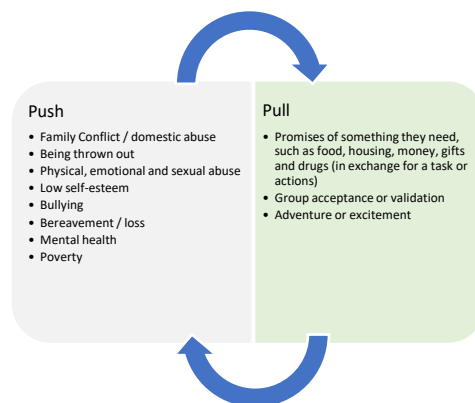 Push
• Family Conflict / domestic abuse
• Being thrown out
• Physical, emotional and sexual abuse
• Low self-esteem
• Bullying
• Bereavement / loss
• Mental health
• Poverty
Pull
• Promises of something they need,
such as food, housing, money, gifts
and drugs (in exchange for a task or
actions)
• Group acceptance or validation
• Adventure or excitement